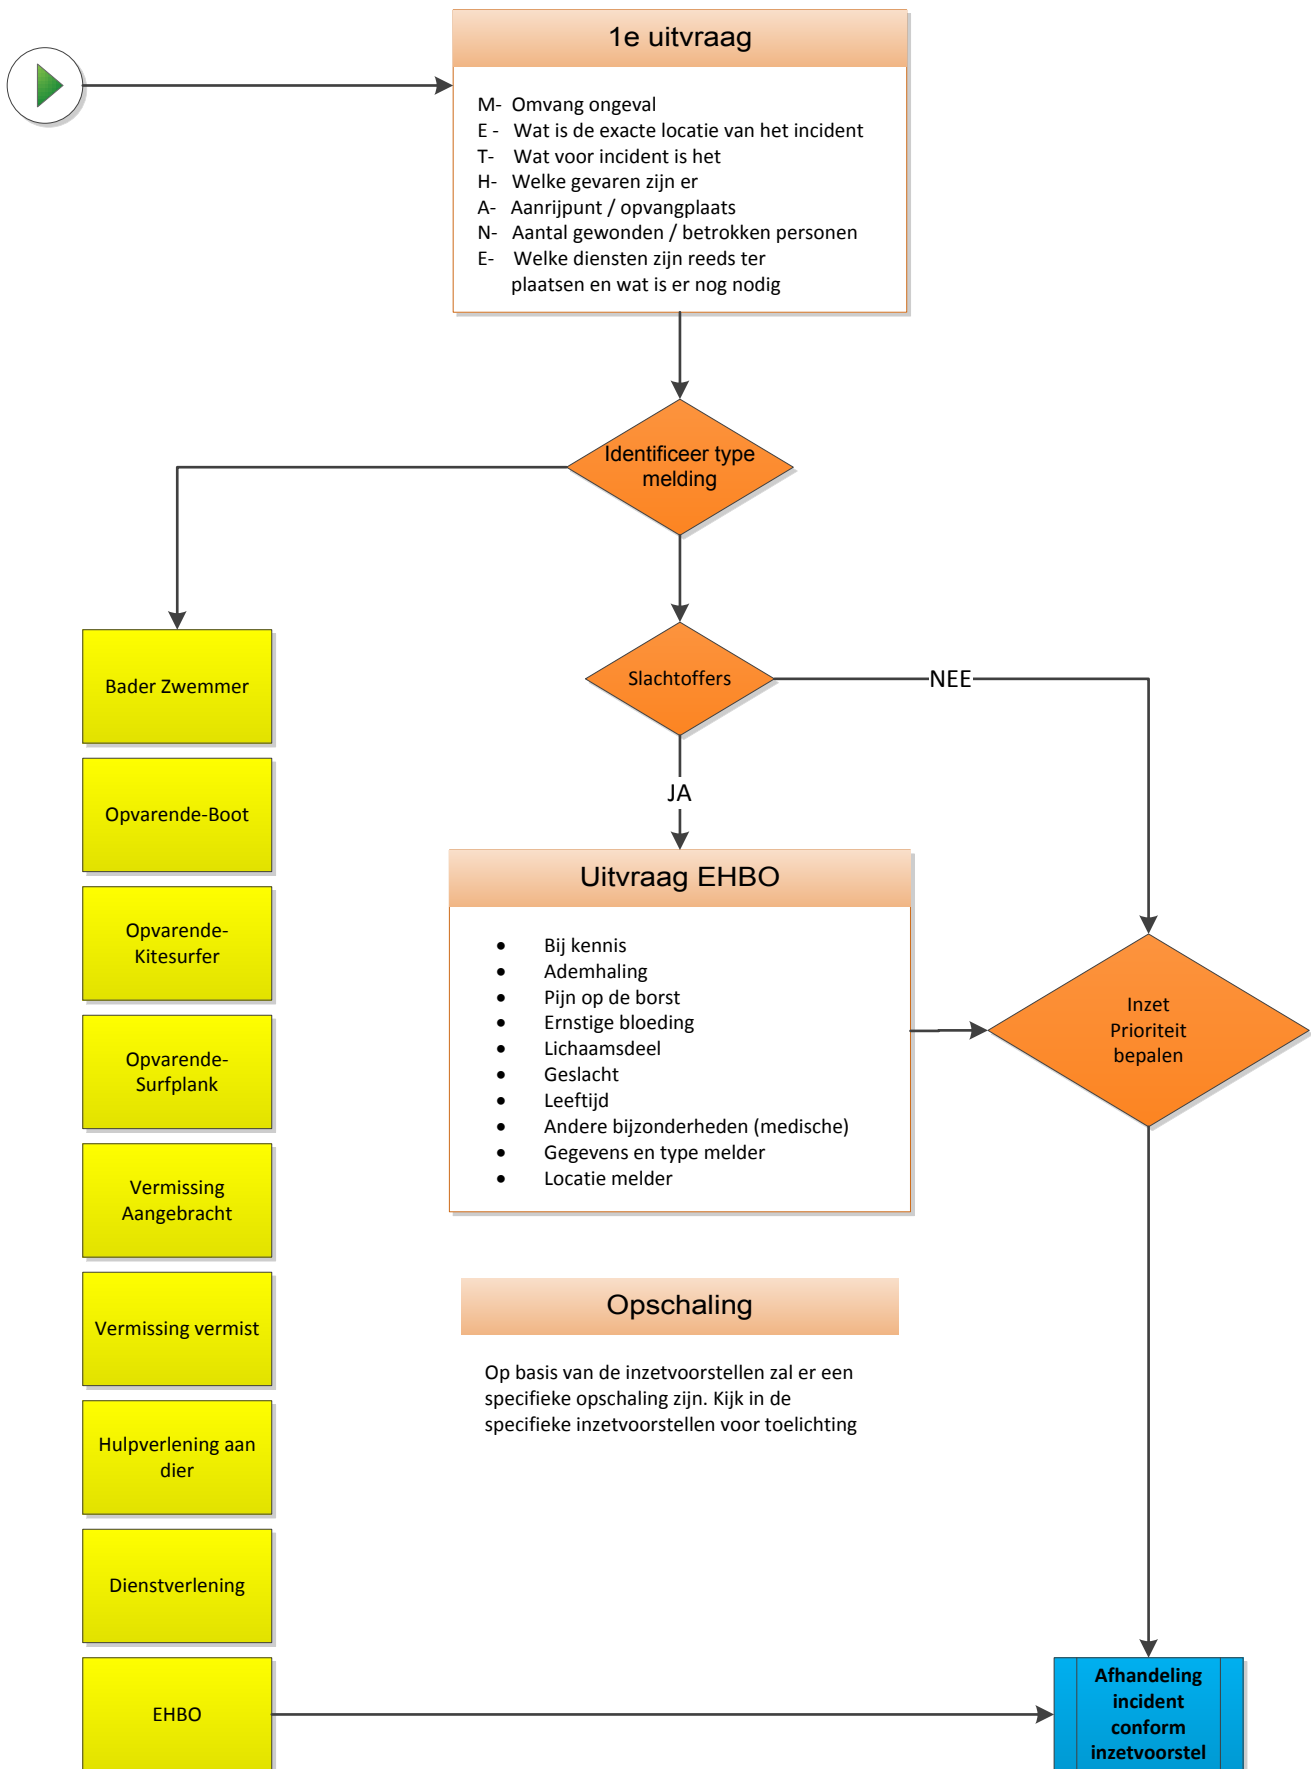 1e uitvraag
M- Omvang ongeval
E - Wat is de exacte locatie van het incident
T- Wat voor incident is het
H- Welke gevaren zijn er
A- Aanrijpunt / opvangplaats
N- Aantal gewonden / betrokken personen
E- Welke diensten zijn reeds ter
plaatsen en wat is er nog nodig
Identificeer type
melding
Slachtoffers
NEE
JA
Bader Zwemmer
Opvarende-Boot
Opvarende-
Kitesurfer
Opvarende-
Surfplank
Vermissing
Aangebracht
Vermissing vermist
Hulpverlening aan
dier
Dienstverlening
EHBO
Uitvraag EHBO
• Bij kennis
• Ademhaling
• Pijn op de borst
• Ernstige bloeding
• Lichaamsdeel
• Geslacht
• Leeftijd
• Andere bijzonderheden (medische)
• Gegevens en type melder
• Locatie melder
Inzet
Prioriteit
bepalen
Opschaling
Op basis van de inzetvoorstellen zal er een
specifieke opschaling zijn. Kijk in de
specifieke inzetvoorstellen voor toelichting
Afhandeling
incident
conform
inzetvoorstel